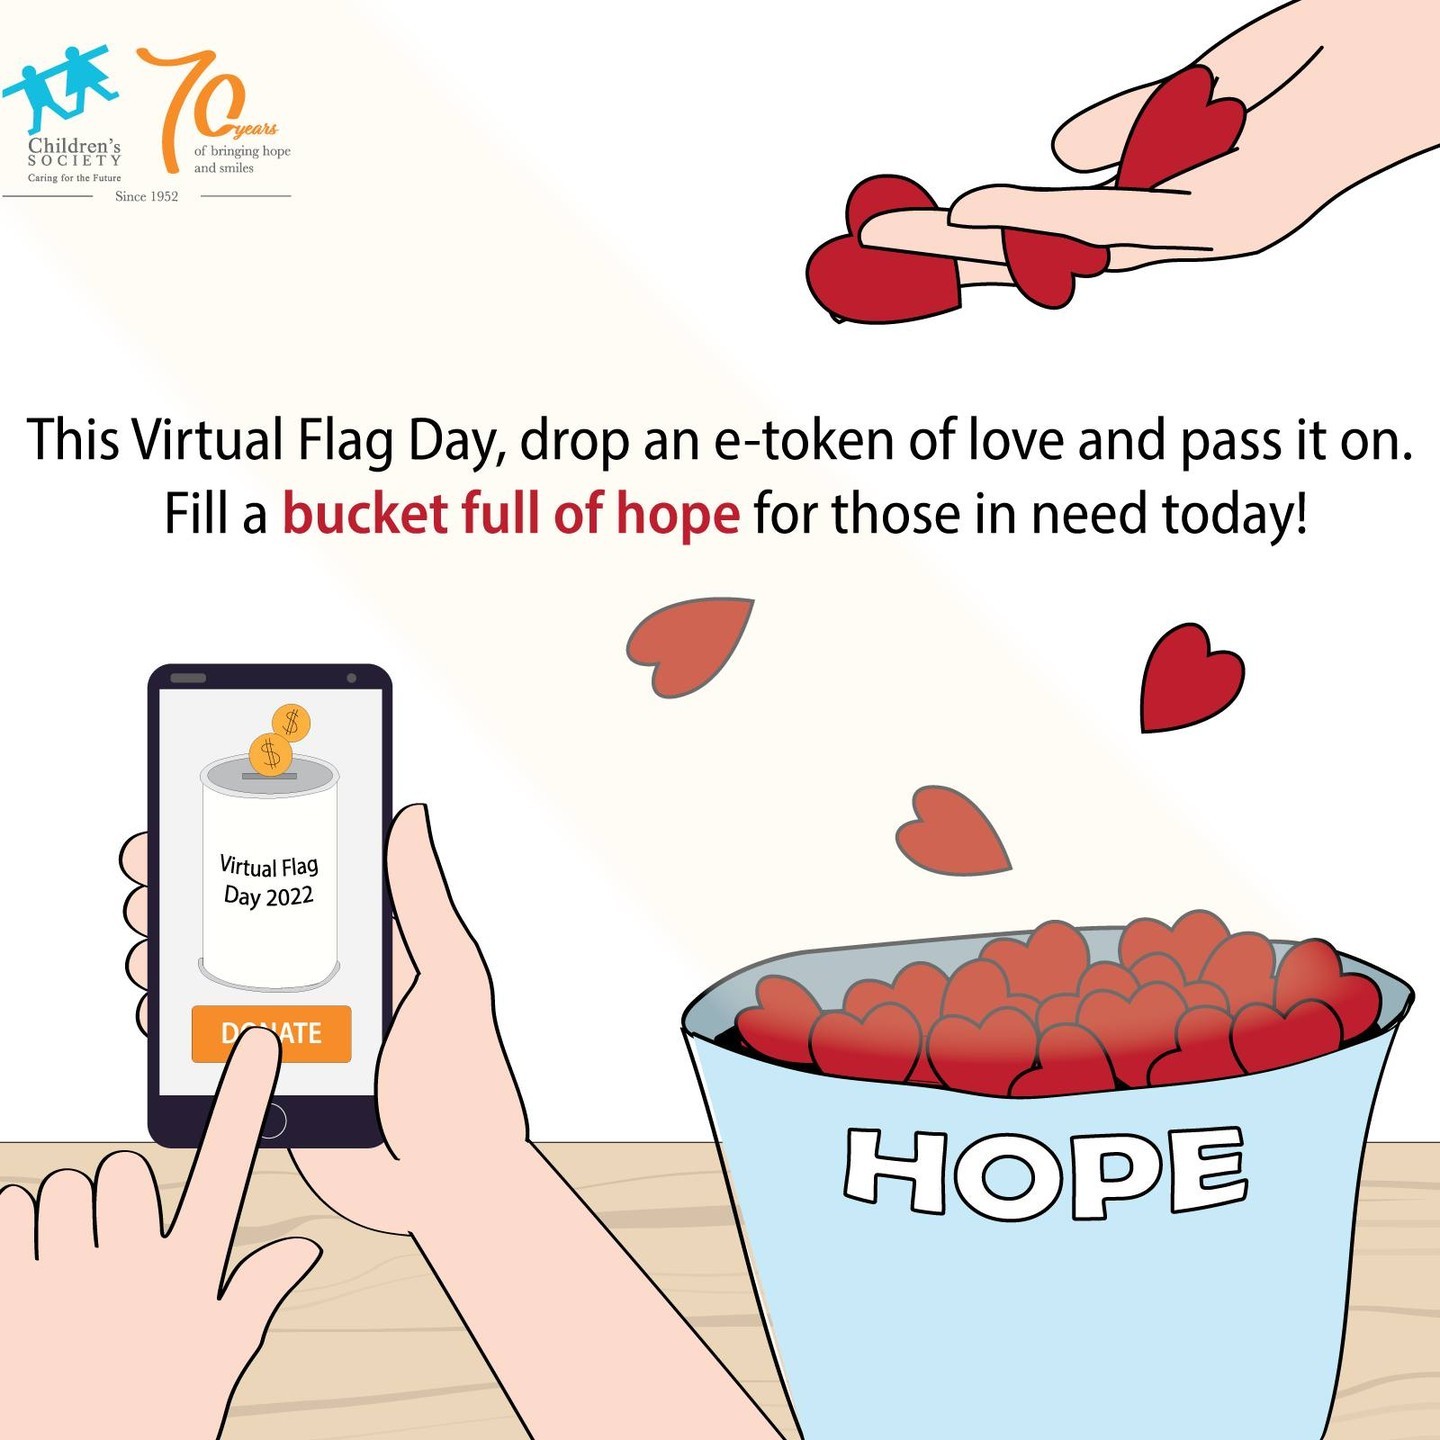 Children's
SOCIETY
Caring for the Future
70 years
of bringing hope
and smiles
Since 1952
This Virtual Flag Day, drop an e-token of love and pass it on.
Fill a bucket full of hope for those in need today!
$
$
Virtual Flag
Day 2022
DONATE
HOPE